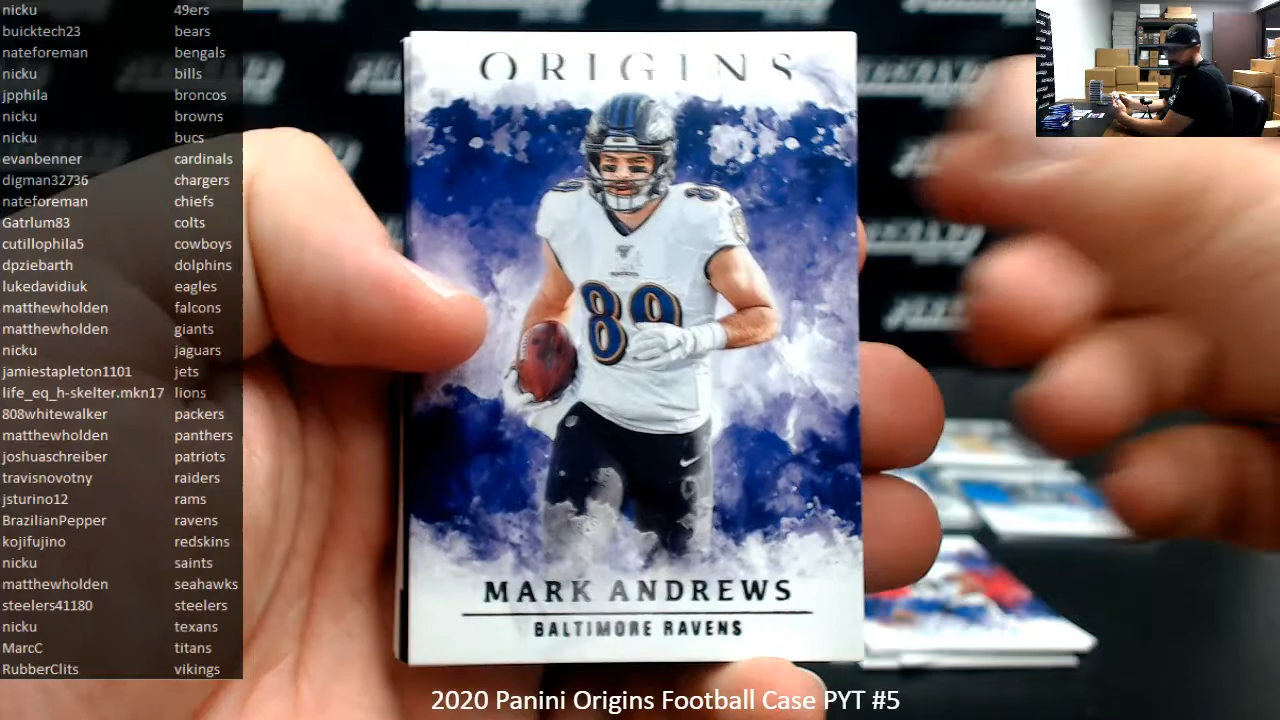 nicku 49ers
buicktech23 bears
nateforeman bengals
nicku bills
jpphila broncos
nicku browns
nicku bucs
evanbenner cardinals
digman32736 chargers
nateforeman chiefs
Gatrlum83 colts
cutillophila5 cowboys
dpziebarth dolphins
lukedavidiuk eagles
matthewholden falcons
matthewholden giants
nicku jaguars
jamiestapleton1101 jets
life_eq_h-skelter.mkn17 lions
808whitewalker packers
matthewholden panthers
joshuaschreiber patriots
travisnovotny raiders
jsturino12 rams
BrazilianPepper ravens
kojifujino redskins
nicku saints
matthewholden seahawks
steelers41180 steelers
nicku texans
MarcC titans
RubberClits vikings
ORIGINS
89
89
MARK ANDREWS
BALTIMORE RAVENS
2020 Panini Origins Football Case PYT #5